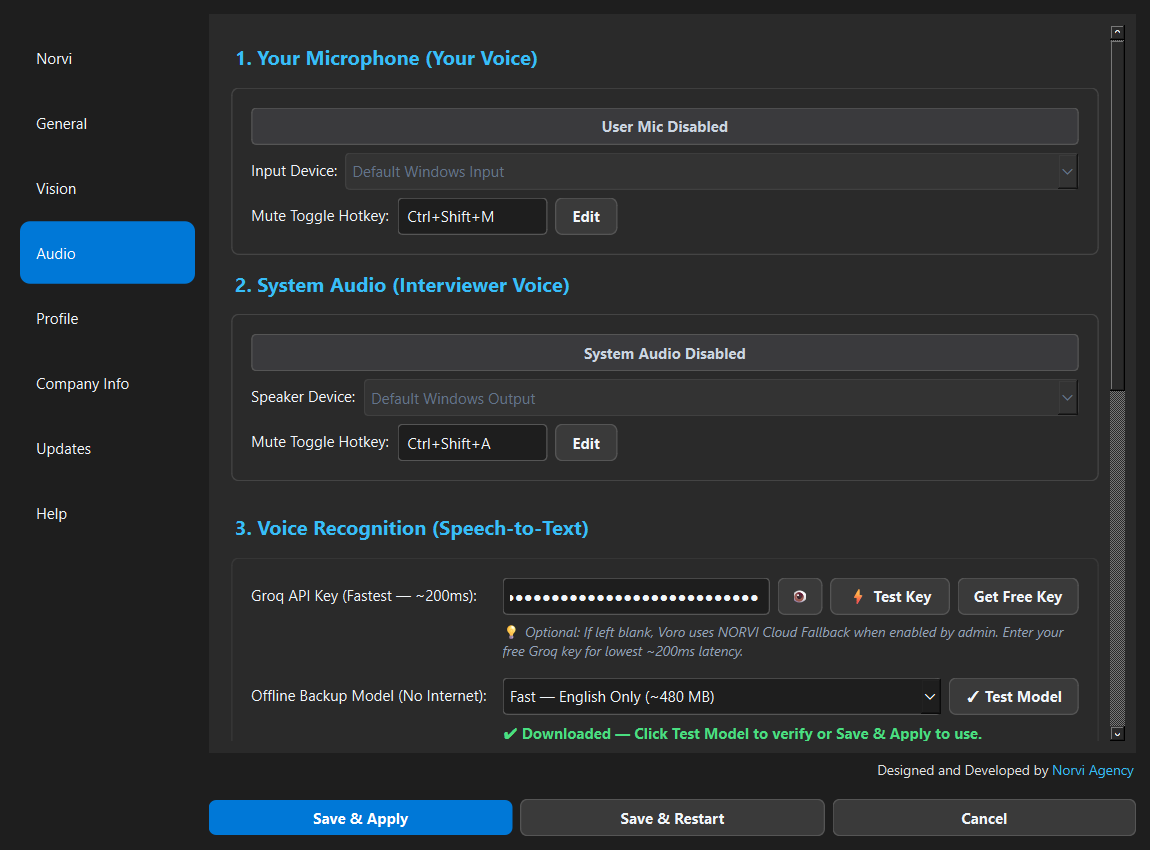 Norvi
General
Vision
Audio
Profile
Company Info
Updates
Help
1. Your Microphone (Your Voice)
User Mic Disabled
Input Device: Default Windows Input
Mute Toggle Hotkey: Ctrl+Shift+M Edit
2. System Audio (Interviewer Voice)
System Audio Disabled
Speaker Device: Default Windows Output
Mute Toggle Hotkey: Ctrl+Shift+A Edit
3. Voice Recognition (Speech-to-Text)
Groq API Key (Fastest — ~200ms): ⚡ Test Key Get Free Key
💡 Optional: If left blank, Voro uses NORVI Cloud Fallback when enabled by admin. Enter your
free Groq key for lowest ~200ms latency.
Offline Backup Model (No Internet): Fast — English Only (~480 MB) ✓ Test Model
✔ Downloaded — Click Test Model to verify or Save & Apply to use.
Designed and Developed by Norvi Agency
Save & Apply Save & Restart Cancel